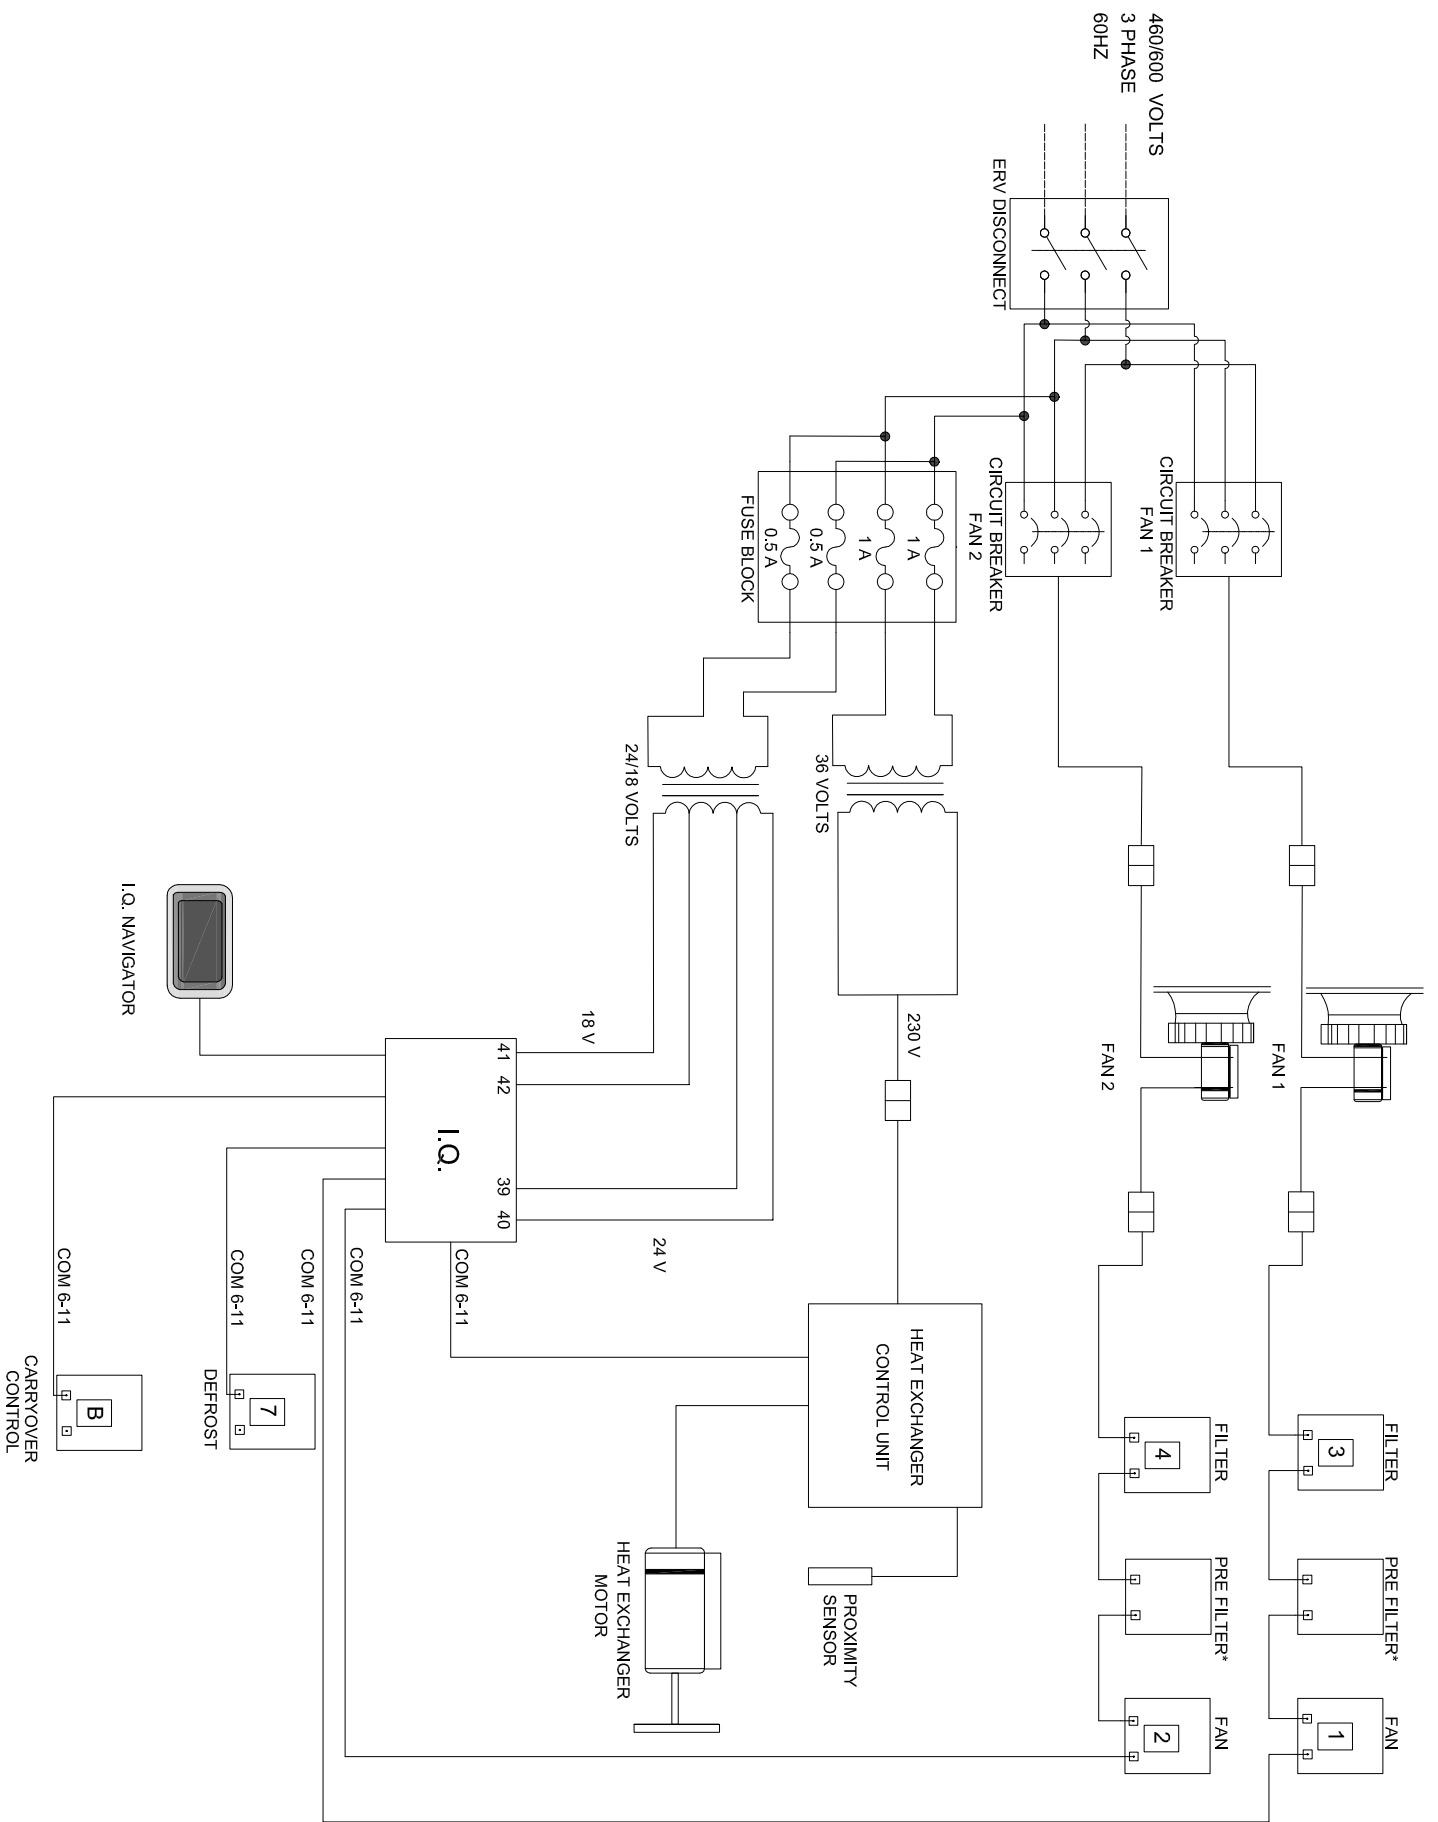 460/600 VOLTS
3 PHASE
60HZ
ERV DISCONNECT
CIRCUIT BREAKER
FAN 1
CIRCUIT BREAKER
FAN 2
FAN 1
FAN 2
FILTER
3
PRE FILTER*
FAN
1
FILTER
4
PRE FILTER*
FAN
2
1 A
1 A
0.5 A
0.5 A
FUSE BLOCK
36 VOLTS
230 V
HEAT EXCHANGER
CONTROL UNIT
PROXIMITY
SENSOR
HEAT EXCHANGER
MOTOR
24/18 VOLTS
18 V
24 V
41
42
39
40
I.Q.
COM 6-11
COM 6-11
COM 6-11
COM 6-11
COM 6-11
I.Q. NAVIGATOR
7
DEFROST
B
CARRYOVER
CONTROL